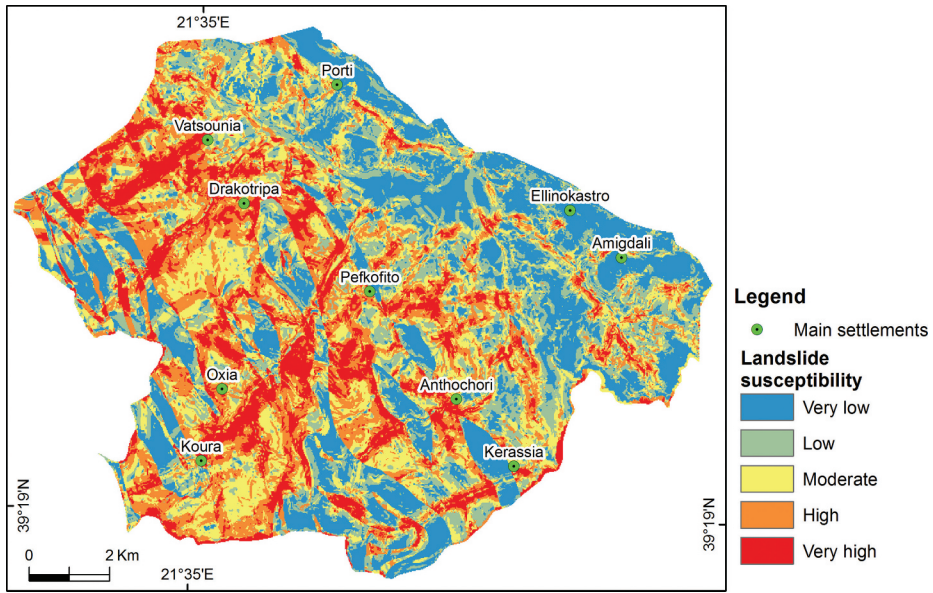 21°35'E
Porti
Vatsounia
Drakotripa
Ellinokastro
Amigdali
Pefkofito
Oxia
Anthochori
Koura
Kerassia
39°19'N
39°19'N
0 2 Km
21°35'E
Legend
Main settlements
Landslide
susceptibility
Very low
Low
Moderate
High
Very high